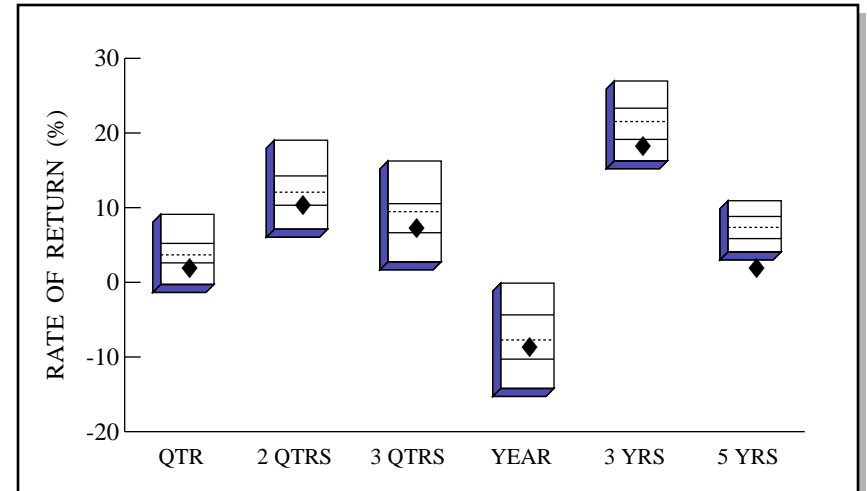 RATE OF RETURN (%)
30
20
10
0
-10
-20
QTR
2 QTRS
3 QTRS
YEAR
3 YRS
5 YRS